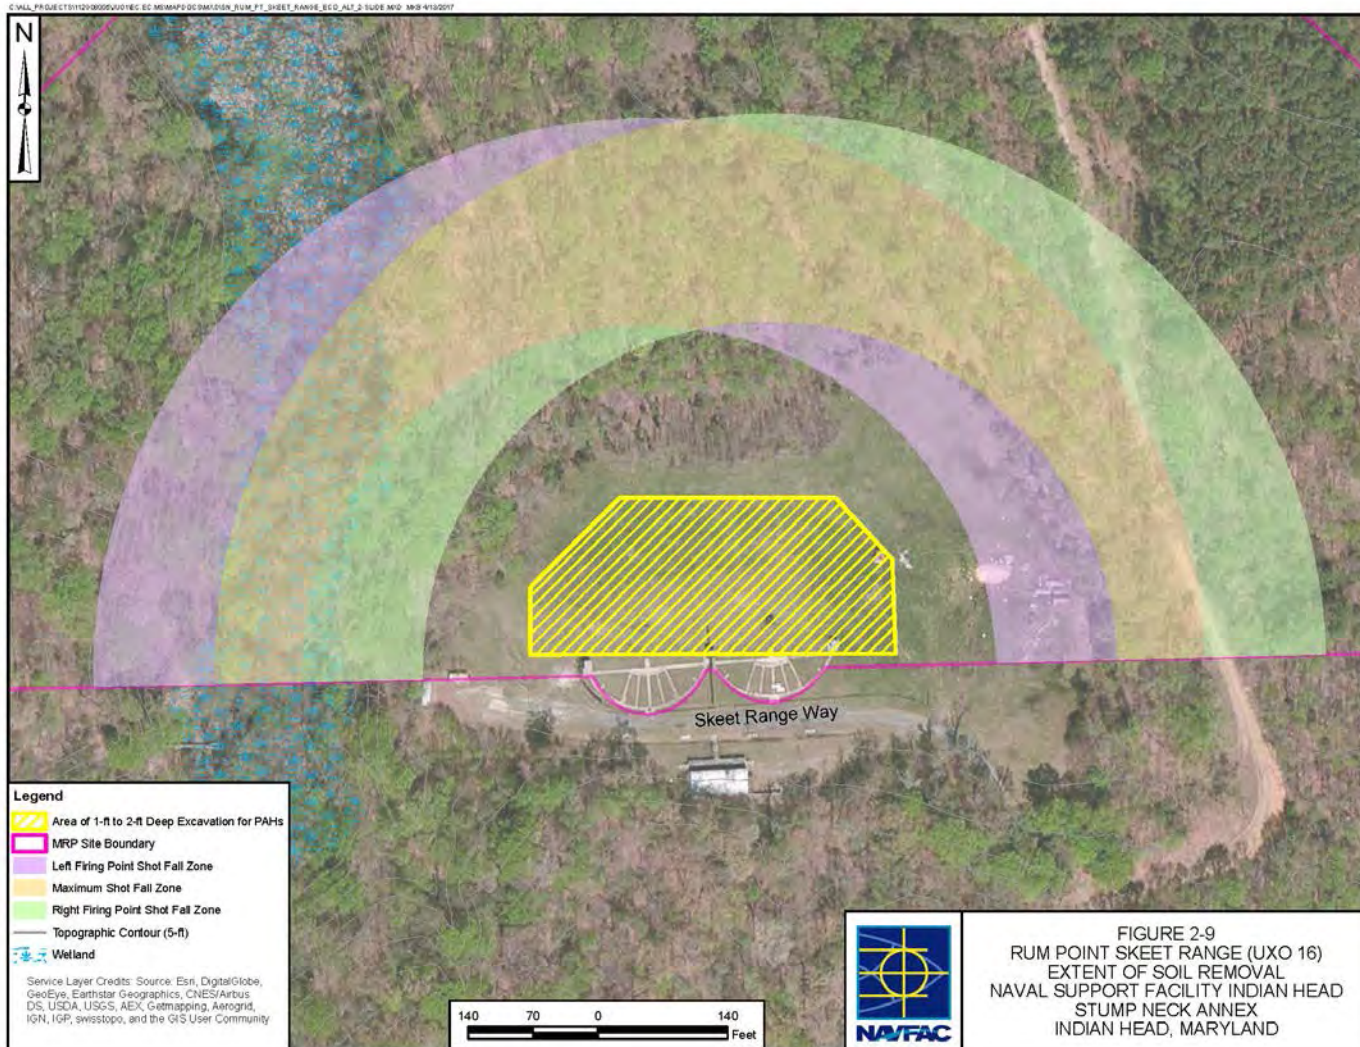 N
Skeet Range Way
Legend
Area of 1-ft to 2-ft Deep Excavation for PAHs
MRP Site Boundary
Left Firing Point Shot Fall Zone
Maximum Shot Fall Zone
Right Firing Point Shot Fall Zone
Topographic Contour (5-ft)
Wetland
Service Layer Credits: Source: Esri, DigitalGlobe,
GeoEye, Earthstar Geographics, CNES/Airbus
DS, USDA, USGS, AEX, Getmapping, Aerogrid,
IGN, IGP, swisstopo, and the GIS User Community
140 70 0 140
Feet
NAVFAC
FIGURE 2-9
RUM POINT SKEET RANGE (UXO 16)
EXTENT OF SOIL REMOVAL
NAVAL SUPPORT FACILITY INDIAN HEAD
STUMP NECK ANNEX
INDIAN HEAD, MARYLAND